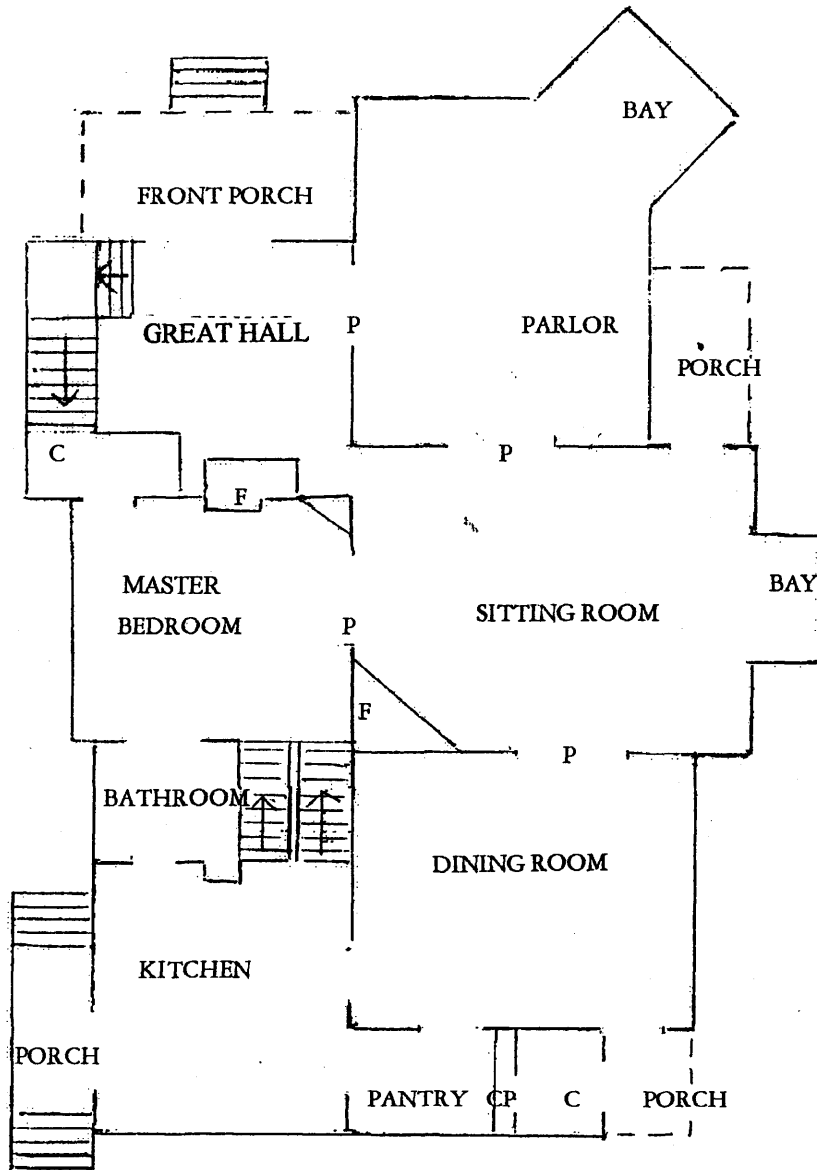 BAY
FRONT PORCH
GREAT HALL
P
PARLOR
PORCH
C
P
F
MASTER
BEDROOM
P
SITTING ROOM
BAY
F
P
BATHROOM
DINING ROOM
KITCHEN
PORCH
PANTRY
CP
C
PORCH